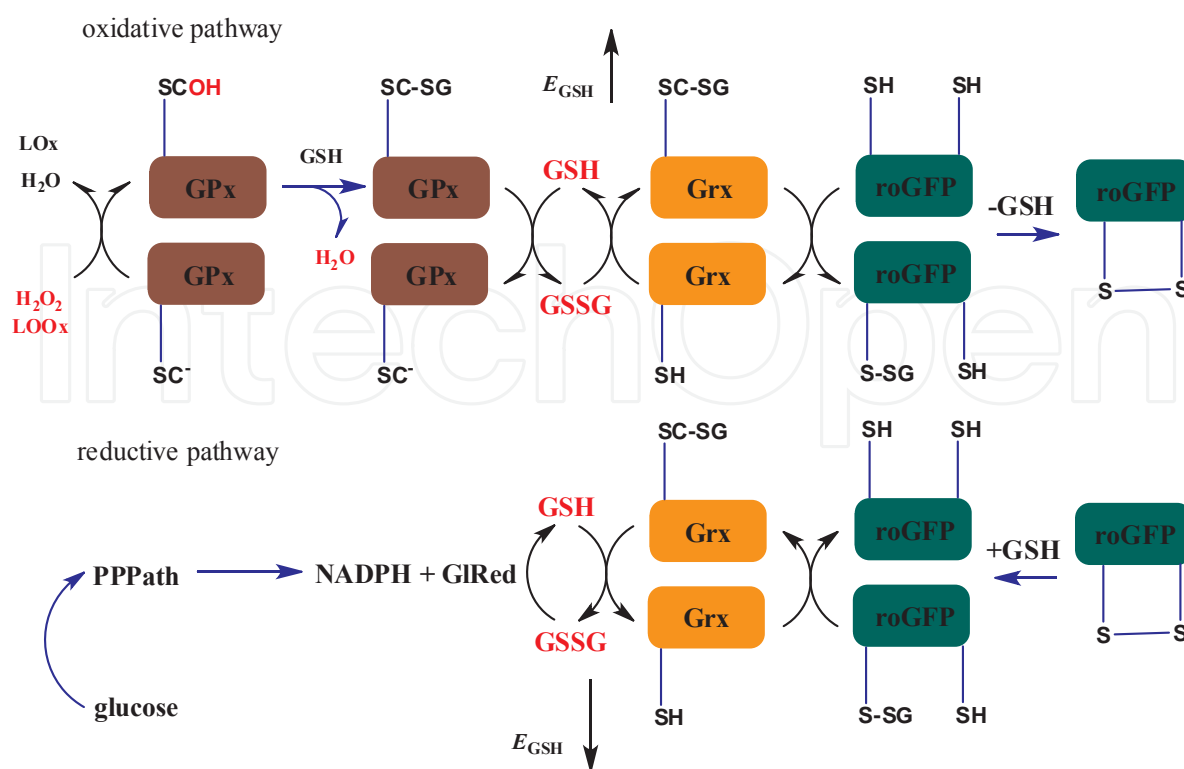 oxidative pathway
E_GSH
SCOH
SC-SG
SC-SG
SH
SH
LOx
H₂O
GPx
GSH
GPx
GSH
Grx
roGFP
roGFP
-GSH
H₂O
GPx
GPx
GSSG
Grx
roGFP
H₂O₂
LOOx
S
S
SC⁻
SC⁻
SH
S-SG
SH
IntechOpen
reductive pathway
SC-SG
SH
SH
GSH
Grx
roGFP
+GSH
roGFP
PPPath
NADPH + GlRed
GSSG
Grx
roGFP
S
S
glucose
SH
S-SG
SH
E_GSH